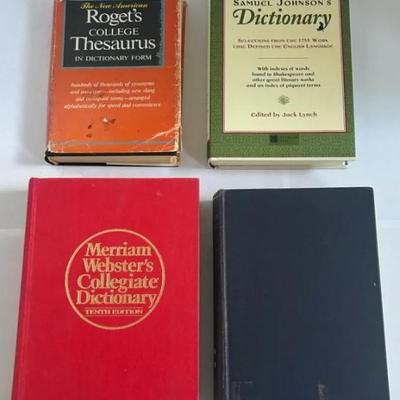 The New American
Roget's
COLLEGE
Thesaurus
IN DICTIONARY FORM
hundreds of thousands of synonyms
and antonyms—including new slang
and colloquial terms—arranged
alphabetically for speed and convenience
SAMUEL JOHNSON'S
Dictionary
SELECTIONS FROM THE 1755 WORK
THAT DEFINED THE ENGLISH LANGUAGE
With indexes of words
found in Shakespeare and
other great literary works
and an index of piquant terms
Edited by Jack Lynch
Merriam
Webster's
Collegiate
Dictionary
TENTH EDITION